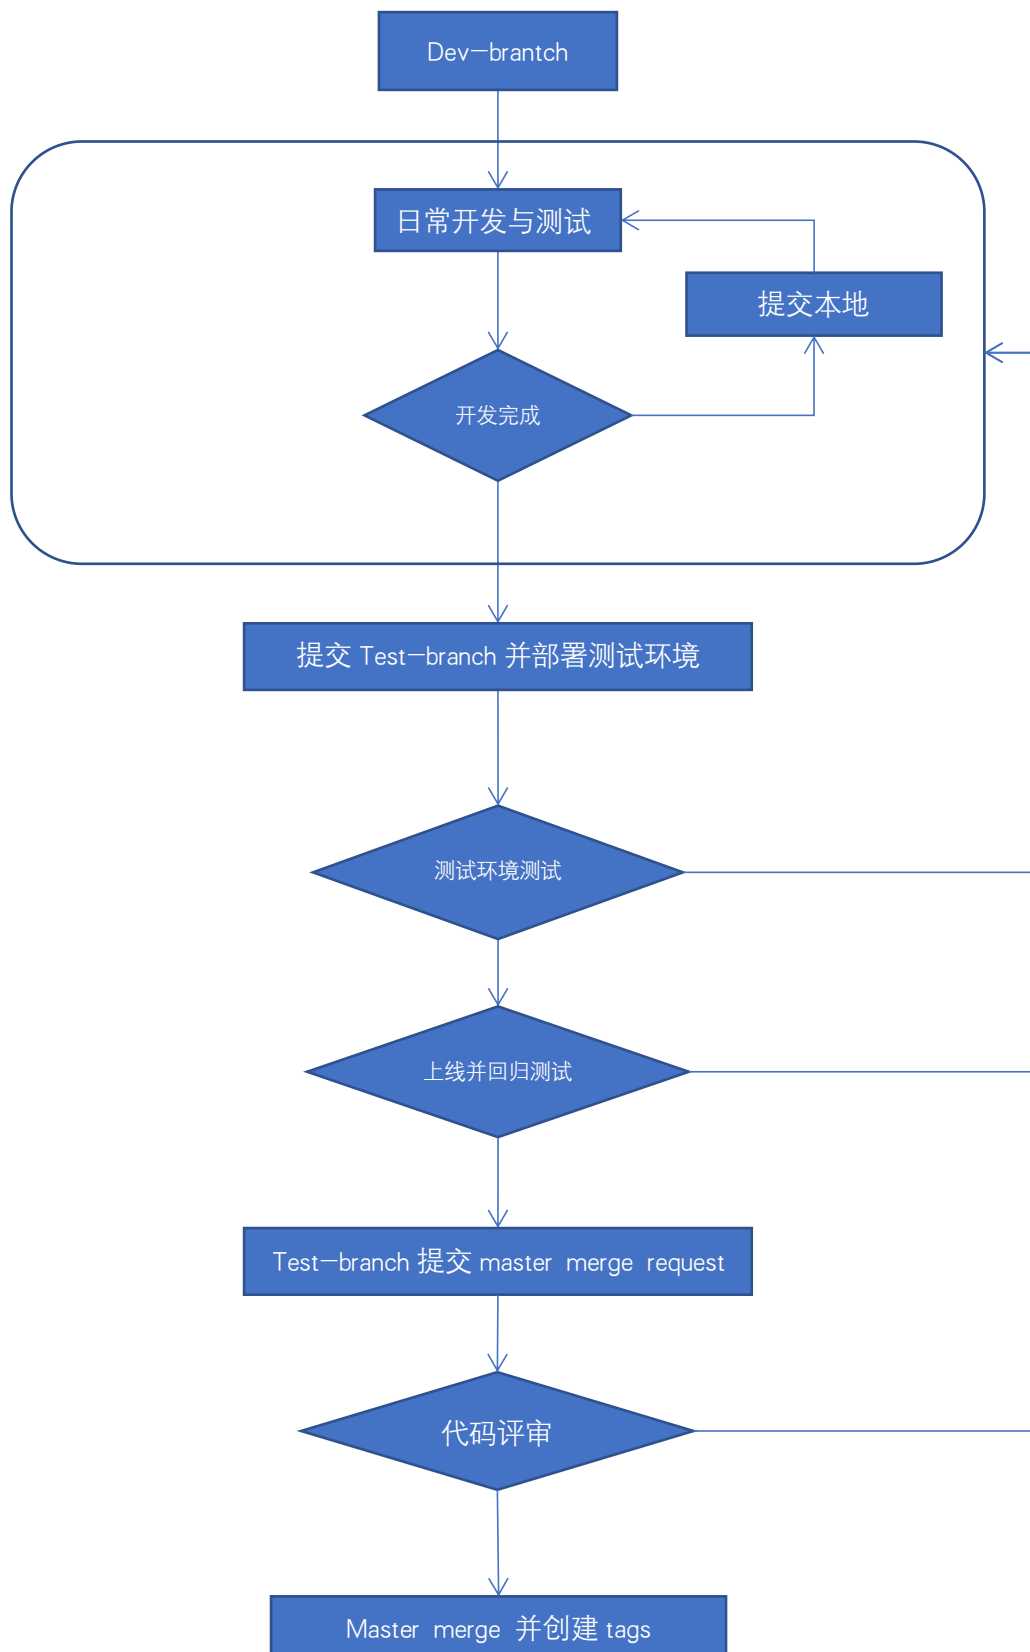 Dev-brantch
日常开发与测试
提交本地
开发完成
提交 Test-branch 并部署测试环境
测试环境测试
上线并回归测试
Test-branch 提交 master merge request
代码评审
Master merge 并创建 tags